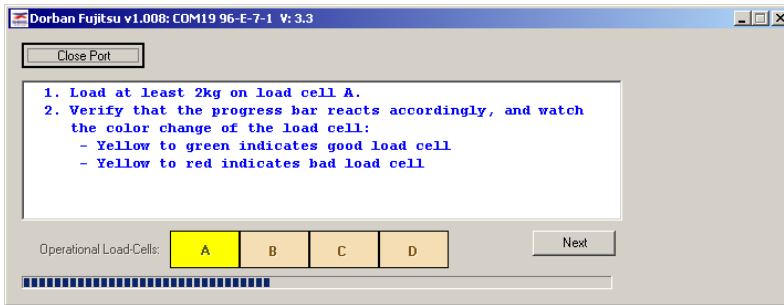 Dorban Fujitsu v1.008: COM19 96-E-7-1 V: 3.3
Close Port
1. Load at least 2kg on load cell A.
2. Verify that the progress bar reacts accordingly, and watch
the color change of the load cell:
- Yellow to green indicates good load cell
- Yellow to red indicates bad load cell
Operational Load-Cells: A B C D Next